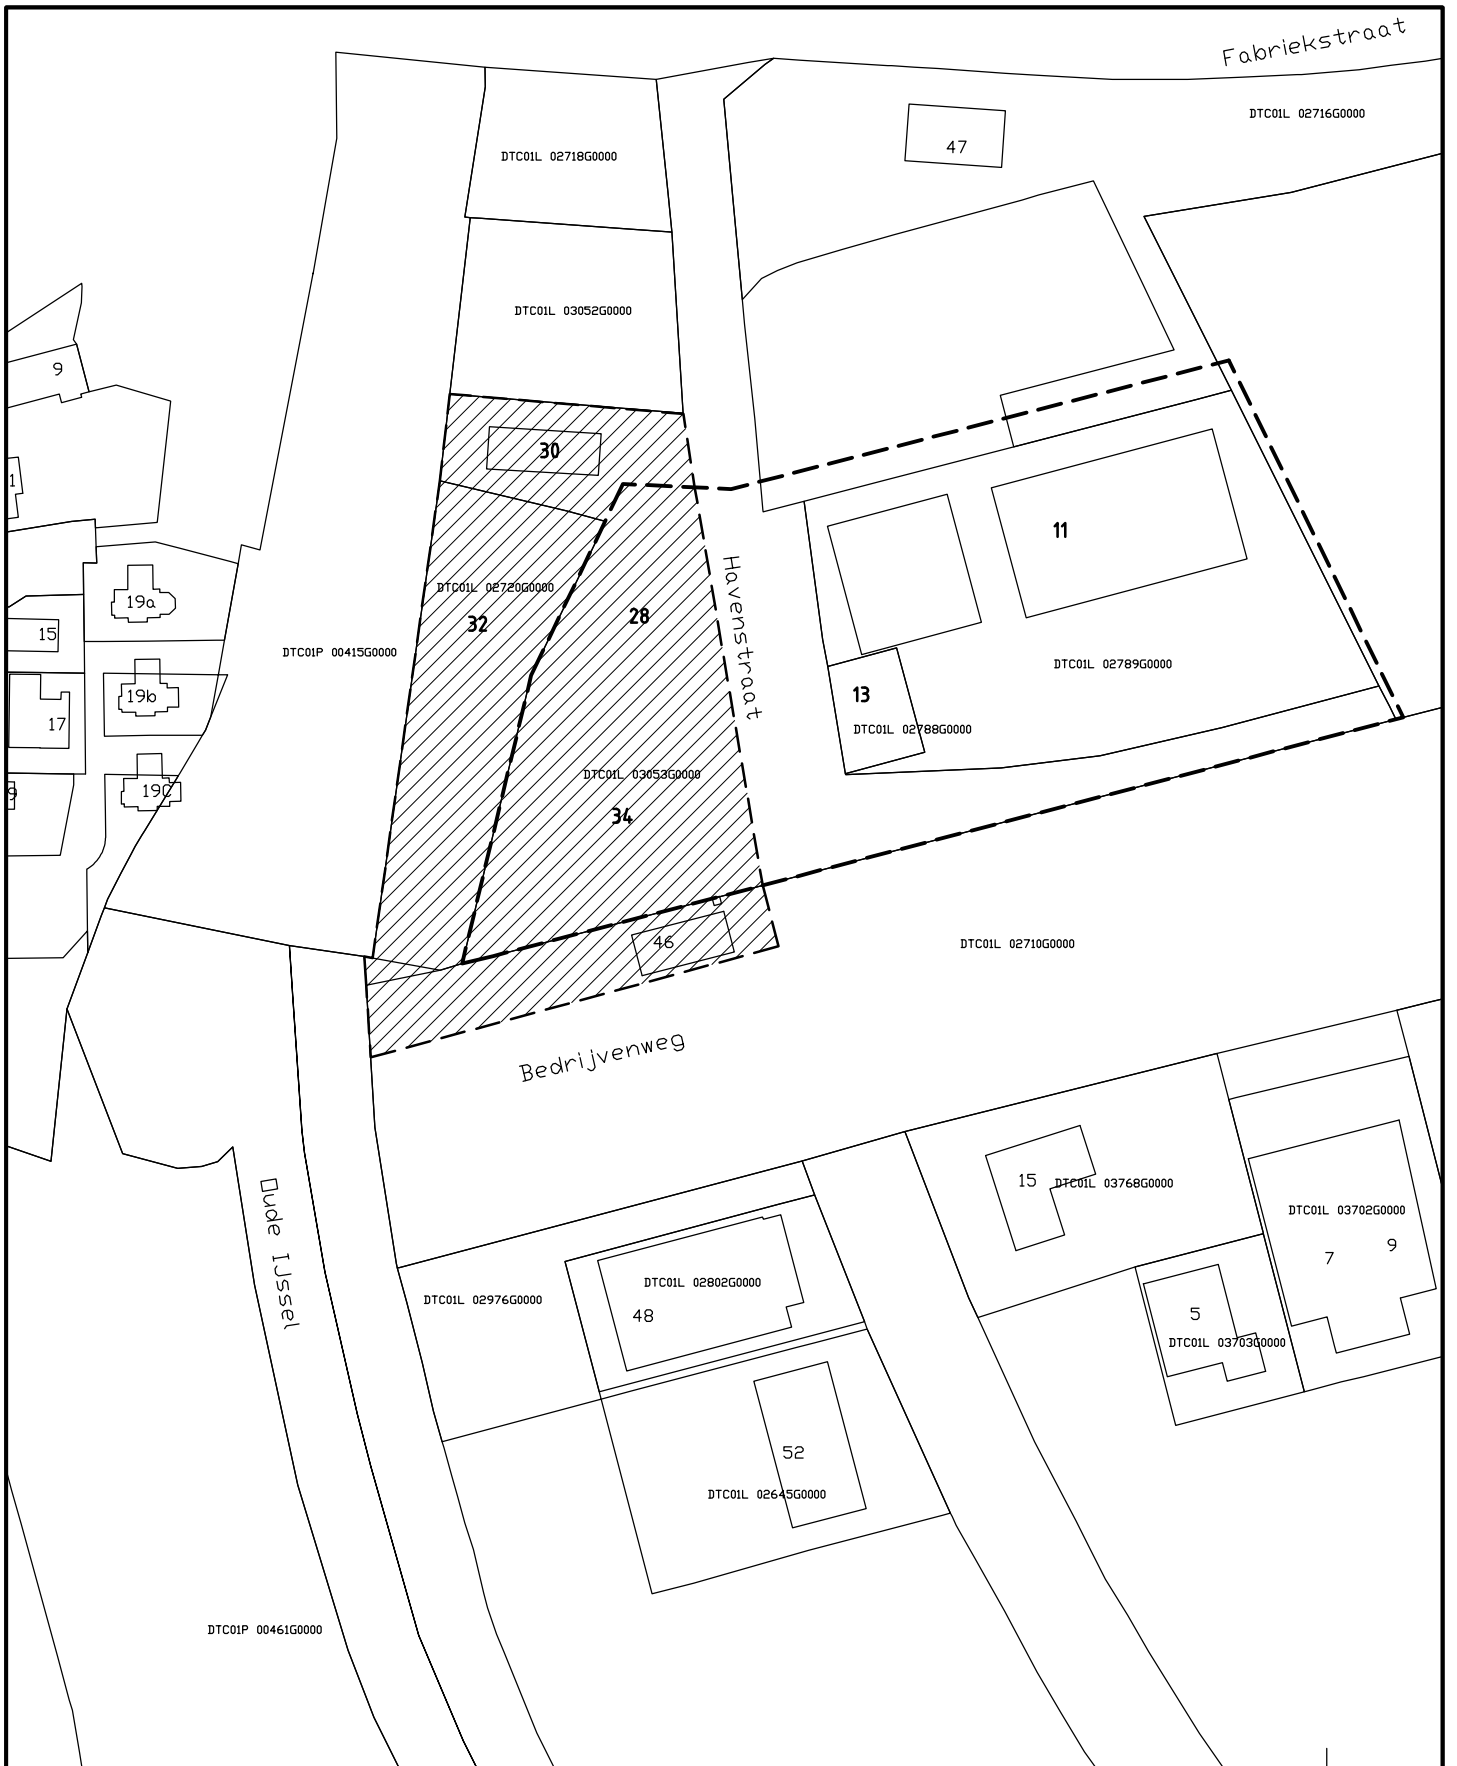 Fabriekstraat
DTC01L 02716G0000
47
DTC01L 02718G0000
DTC01L 03052G0000
9
30
1
11
DTC01L 02720G0000
19a
28
32
15
Havenstraat
DTC01P 00415G0000
DTC01L 02789G0000
19b
13
17
DTC01L 02788G0000
DTC01L 03053G0000
19C
9
34
46
DTC01L 02710G0000
Bedrijvenweg
15
DTC01L 03768G0000
DTC01L 03702G0000
7
9
Oude IJssel
DTC01L 02802G0000
DTC01L 02976G0000
48
5
DTC01L 03703G0000
52
DTC01L 02645G0000
DTC01P 00461G0000